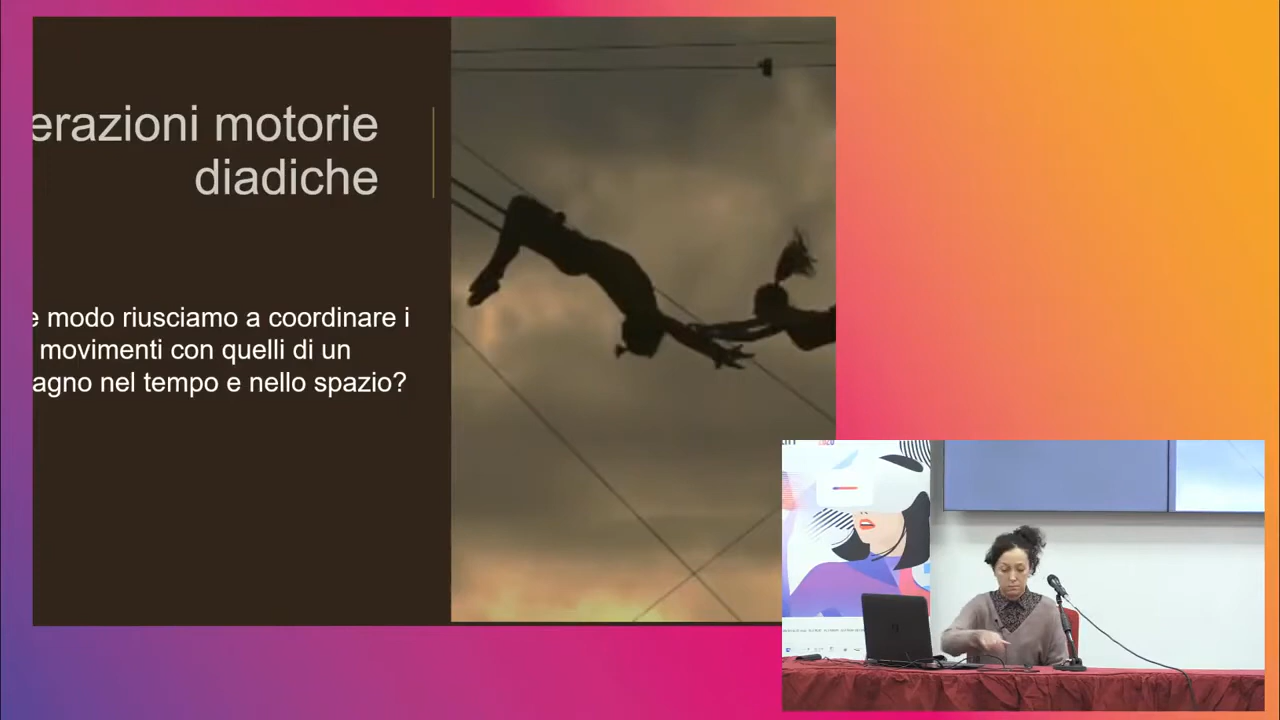 erazioni motorie
diadiche
e modo riusciamo a coordinare i
movimenti con quelli di un
agno nel tempo e nello spazio?